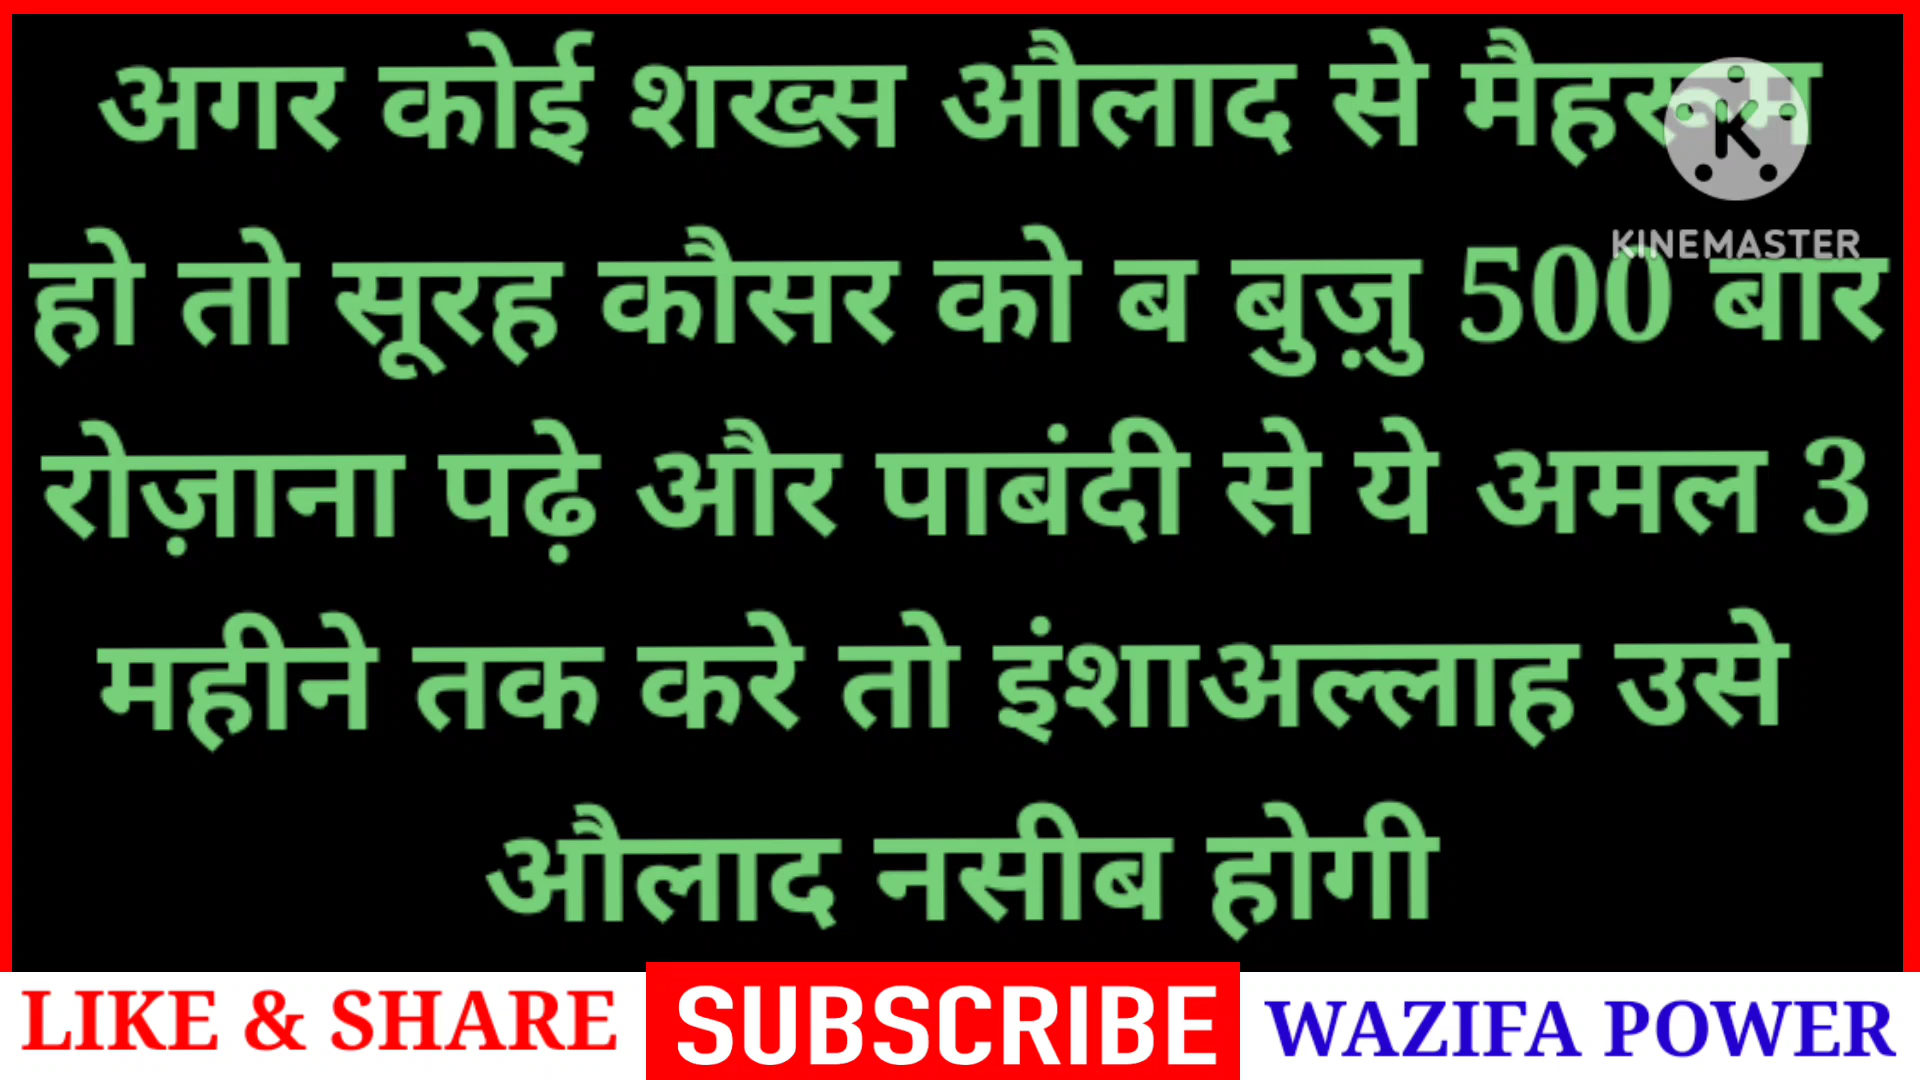 अगर कोई शख्स औलाद से मैहरूम
हो तो सूरह कौसर को ब बुज़ु 500 बार
रोज़ाना पढ़े और पाबंदी से ये अमल 3
महीने तक करे तो इंशाअल्लाह उसे
औलाद नसीब होगी
KINEMASTER
LIKE & SHARE SUBSCRIBE WAZIFA POWER